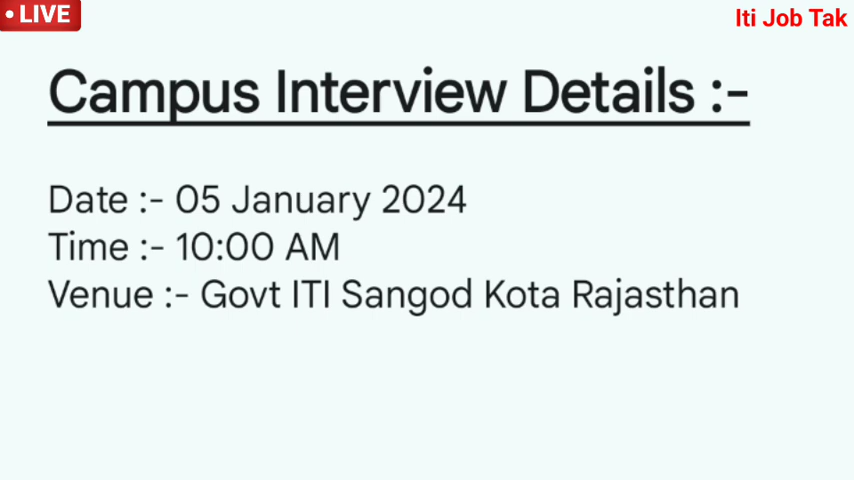 • LIVE
Iti Job Tak
Campus Interview Details :-
Date :- 05 January 2024
Time :- 10:00 AM
Venue :- Govt ITI Sangod Kota Rajasthan